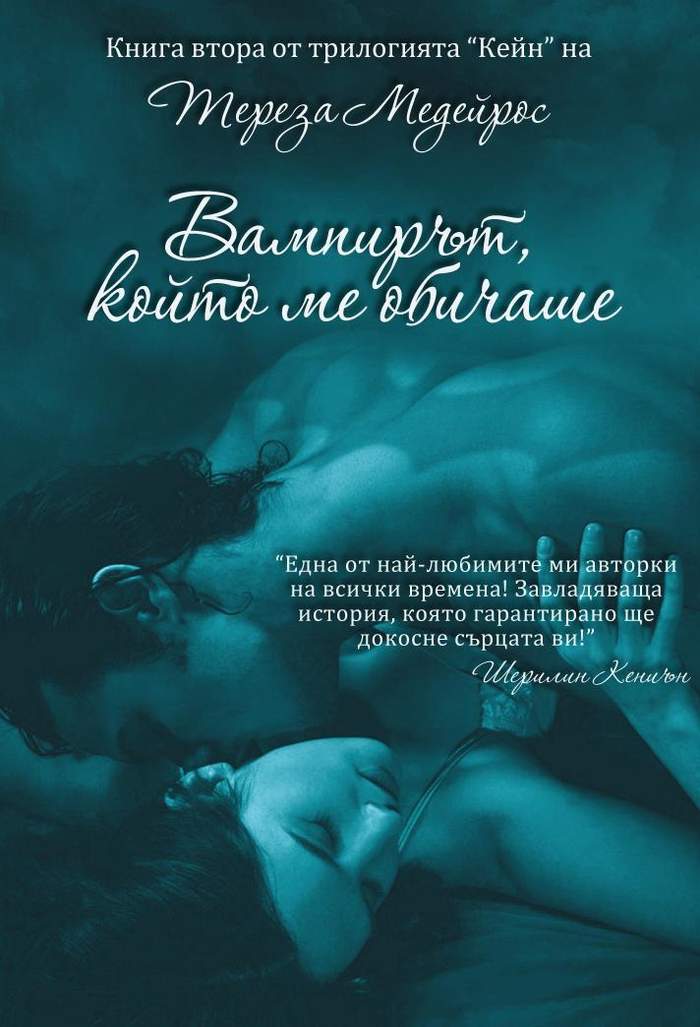 Книга втора от трилогията “Кейн” на
Тереза Медейрос
Вампирът,
който ме обичаше
“Една от най-любимите ми авторки
на всички времена! Завладяваща
история, която гарантирано ще
докосне сърцата ви!”
Шерилин Кениън